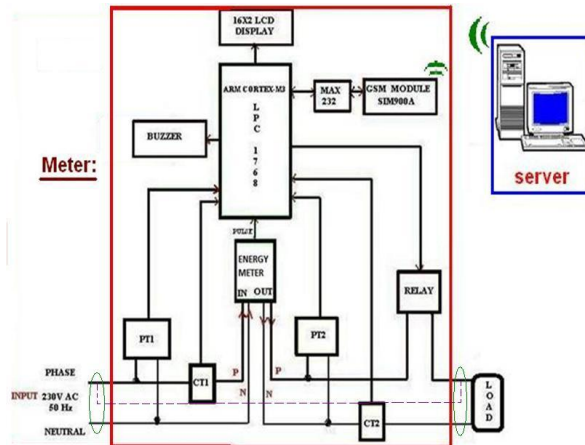 16X2 LCD
DISPLAY
ARM CORTEX-M3
L
P
C
1
7
6
8
MAX
232
GSM MODULE
SIM900A
BUZZER
Meter:
server
PULSE
ENERGY
METER
IN OUT
RELAY
PT1
PT2
PHASE
CT1
P
P
INPUT 230V AC
50 Hz
N
N
NEUTRAL
CT2
L
O
A
D